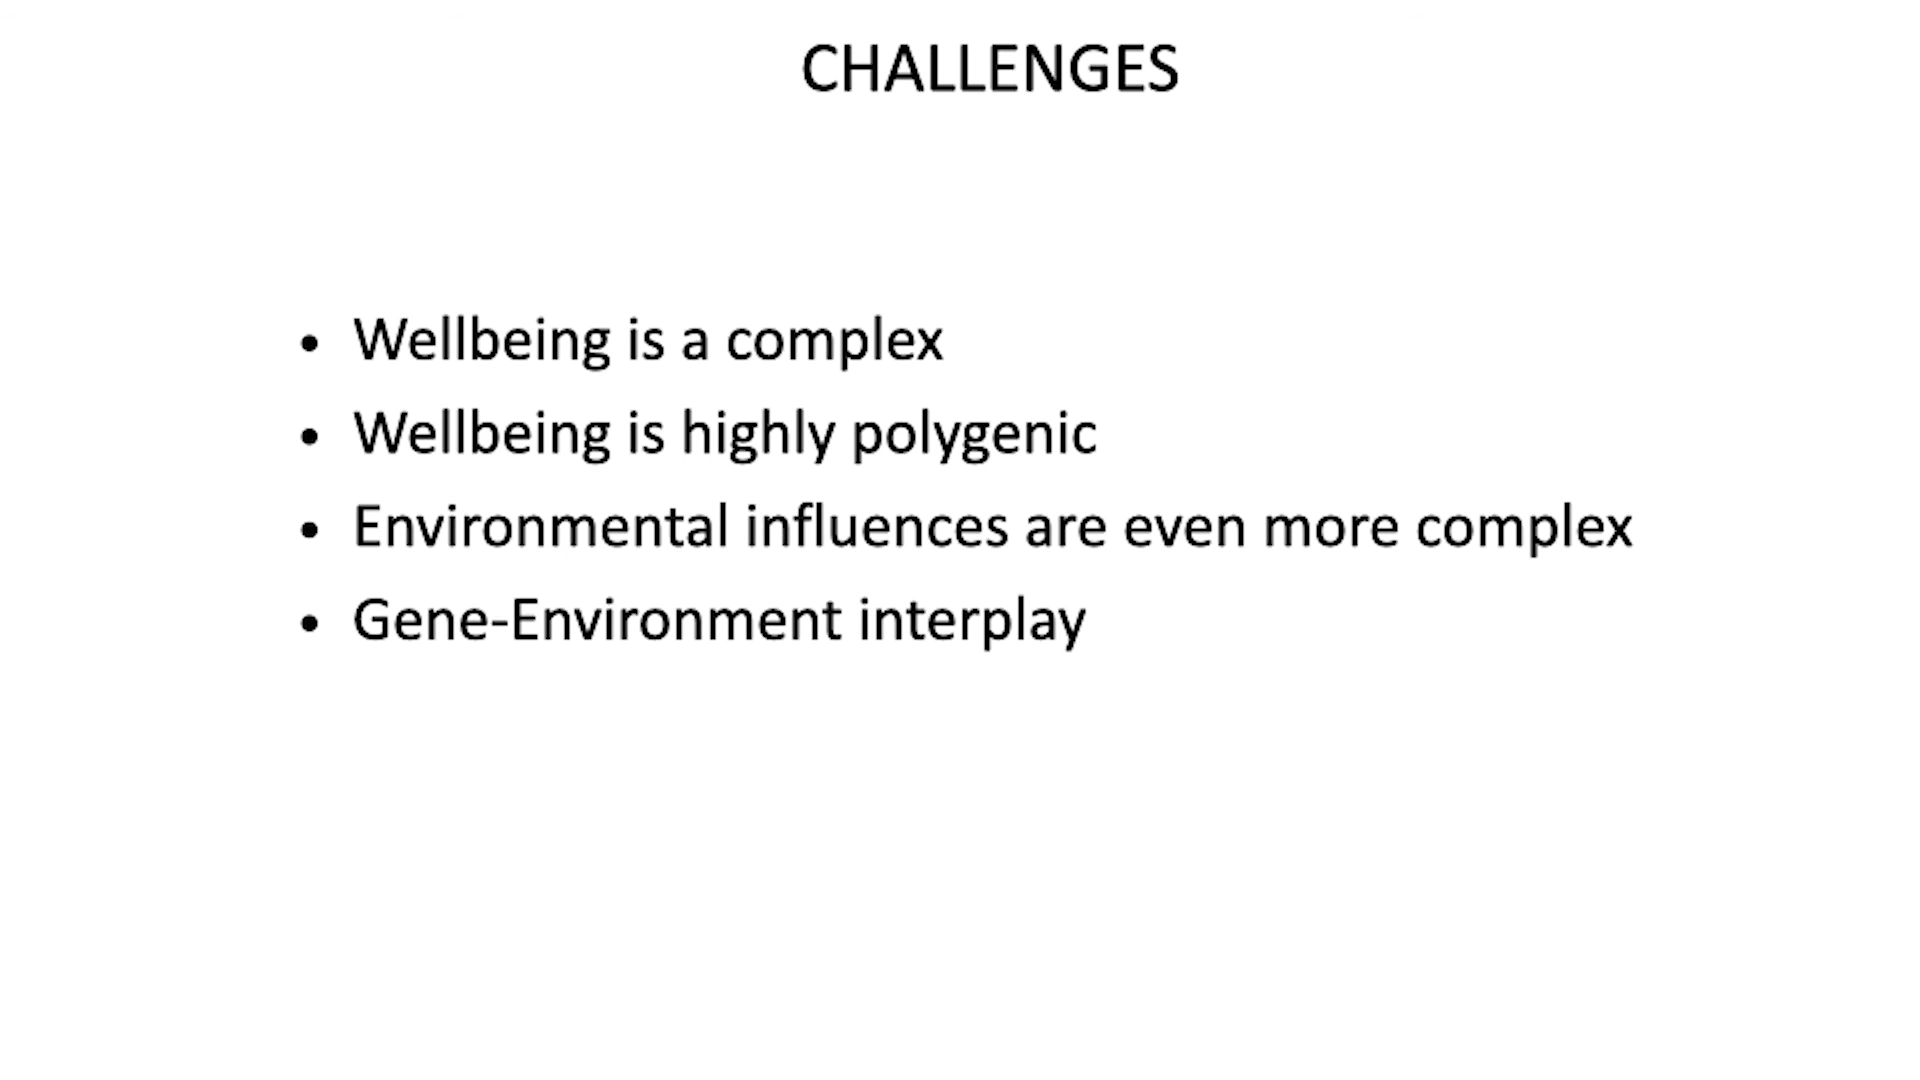 CHALLENGES
• Wellbeing is a complex
• Wellbeing is highly polygenic
• Environmental influences are even more complex
• Gene-Environment interplay